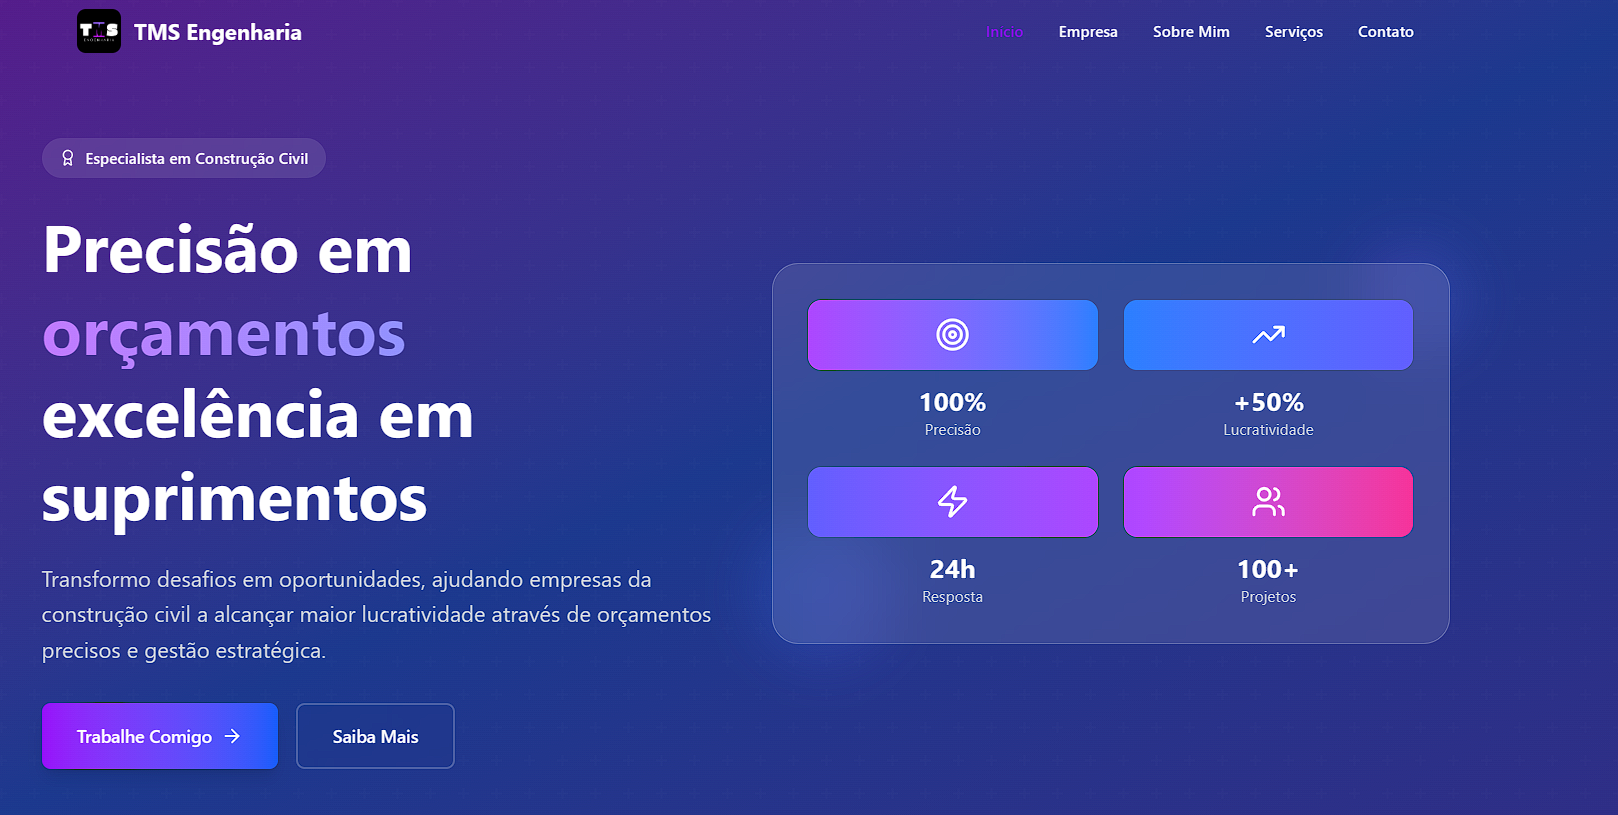 TMS
ENGENHARIA
TMS Engenharia
Início
Empresa
Sobre Mim
Serviços
Contato
Especialista em Construção Civil
Precisão em
orçamentos
excelência em
suprimentos
Transformo desafios em oportunidades, ajudando empresas da
construção civil a alcançar maior lucratividade através de orçamentos
precisos e gestão estratégica.
Trabalhe Comigo
Saiba Mais
100%
Precisão
+50%
Lucratividade
24h
Resposta
100+
Projetos